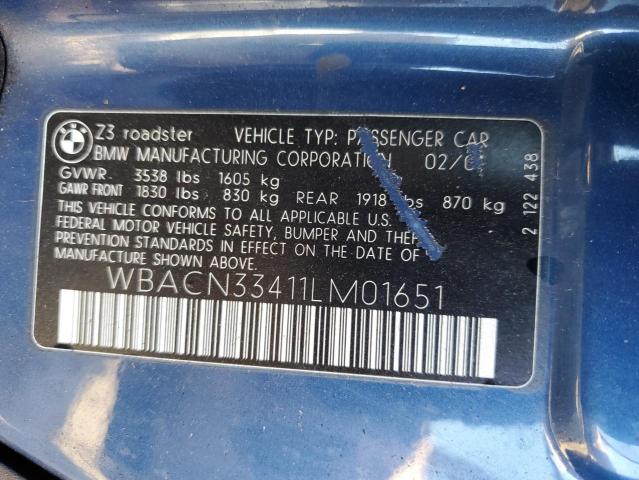 BMW
Z3 roadster VEHICLE TYP: PASSENGER CAR
BMW MANUFACTURING CORPORATION
GVWR. 3538 lbs 1605 kg
GAWR FRONT 1830 lbs 830 kg REAR 1918 lbs 870 kg
THIS VEHICLE CONFORMS TO ALL APPLICABLE U.S.
FEDERAL MOTOR VEHICLE SAFETY, BUMPER AND THEFT
STANDARDS IN EFFECT ON THE DATE OF
MANUFACTURE SHOWN ABOVE.
WBACN33411LM01651
2 122 438